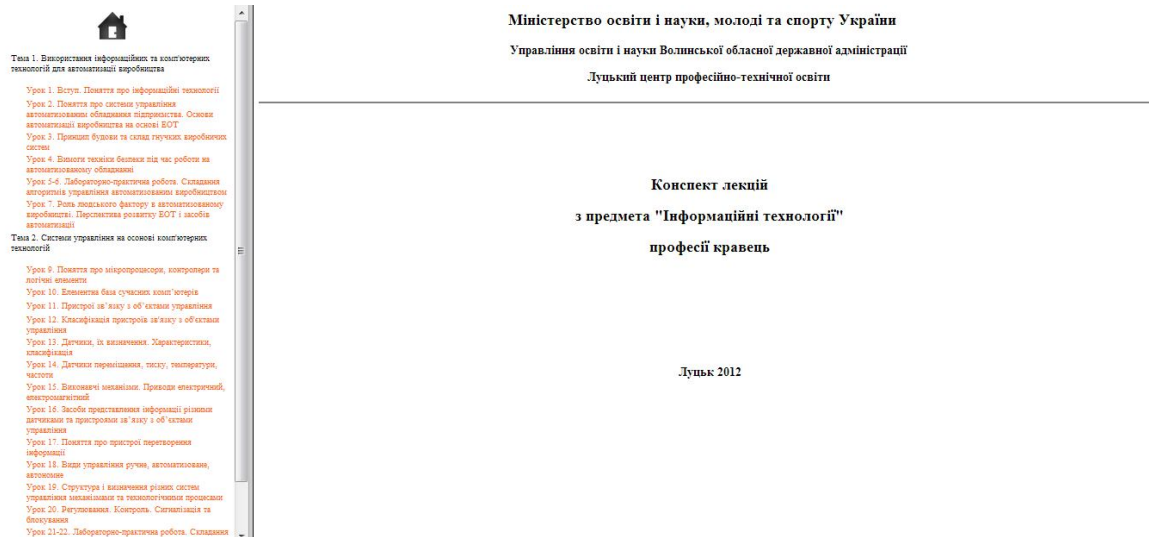 Тема 1. Використання інформаційних та комп'ютерних
технологій для автоматизації виробництва
Урок 1. Вступ. Поняття про інформаційні технології
Урок 2. Поняття про системи управління
автоматизованим обладнання підприємства. Основи
автоматизації виробництва на основі ЕОТ
Урок 3. Принцип будови та склад гнучких виробничих
систем
Урок 4. Вимоги техніки безпеки під час роботи на
автоматизованому обладнанні
Урок 5-6. Лабораторно-практична робота. Складання
алгоритмів управління автоматизованим виробництвом
Урок 7. Роль людського фактору в автоматизованому
виробництві. Перспектива розвитку ЕОТ і засобів
автоматизації
Тема 2. Системи управління на осонові комп'ютерних
технологій
Урок 9. Поняття про мікропроцесори, контролери та
логічні елементи
Урок 10. Елементна база сучасних комп’ютерів
Урок 11. Пристрої зв’язку з об’єктами управління
Урок 12. Класифікація пристроїв зв'язку з об'єктами
управління
Урок 13. Датчики, їх визначення. Характеристики,
класифікація
Урок 14. Датчики переміщення, тиску, температури,
частоти
Урок 15. Виконавчі механізми. Приводи електричний,
електромагнітний
Урок 16. Засоби представлення інформації різними
датчиками та пристроями зв’язку з об’єктами
управління
Урок 17. Поняття про пристрої перетворення
інформації
Урок 18. Види управління ручне, автоматизоване,
автономне
Урок 19. Структура і визначення різних систем
управління механізмами та технологічними процесами
Урок 20. Регулювання. Контроль. Сигналізація та
блокування
Урок 21-22. Лабораторно-практична робота. Складання
Міністерство освіти і науки, молоді та спорту України
Управління освіти і науки Волинської обласної державної адміністрації
Луцький центр професійно-технічної освіти
Конспект лекцій
з предмета "Інформаційні технології"
професії кравець
Луцьк 2012